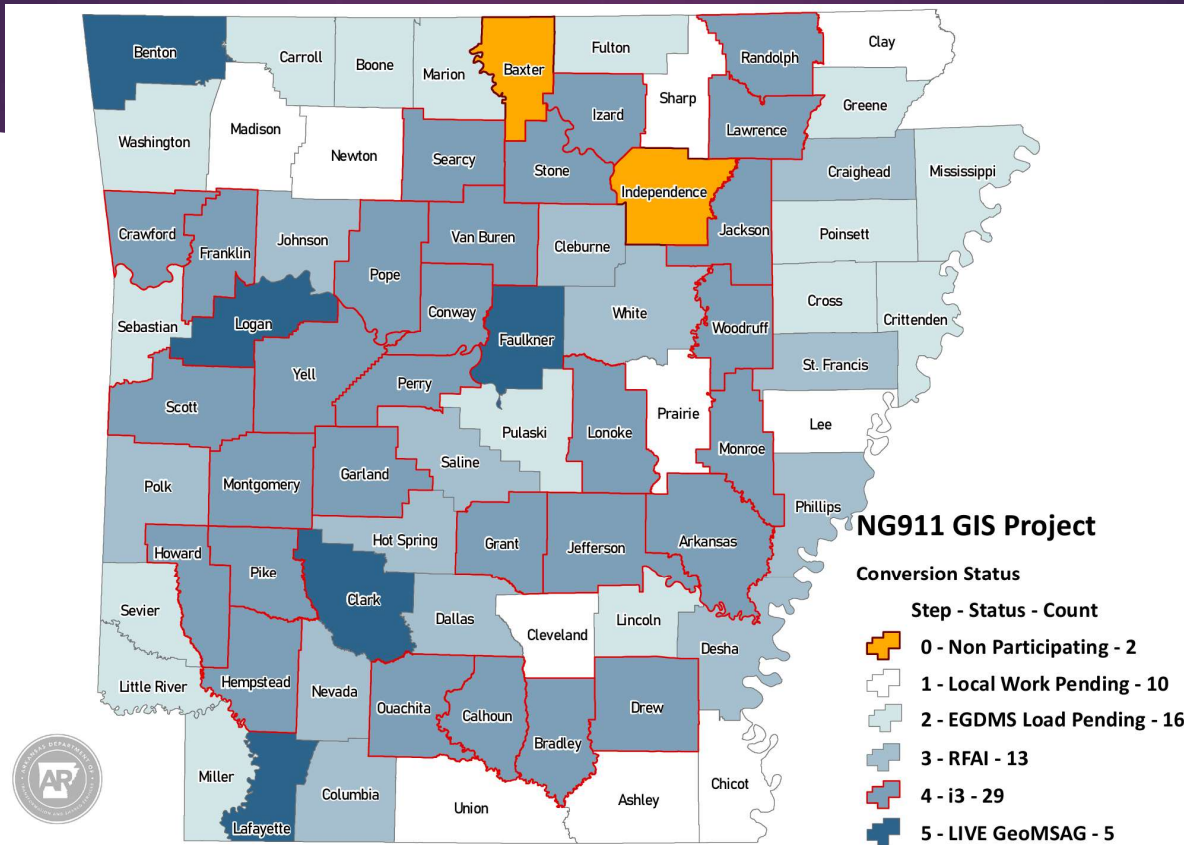 Benton
Carroll
Boone
Marion
Baxter
Fulton
Sharp
Randolph
Clay
Greene
Washington
Madison
Newton
Searcy
Stone
Izard
Lawrence
Craighead
Mississippi
Independence
Jackson
Poinsett
Crawford
Franklin
Johnson
Pope
Van Buren
Cleburne
White
Woodruff
Cross
Crittenden
Sebastian
Logan
Conway
Faulkner
St. Francis
Scott
Yell
Perry
Pulaski
Lonoke
Prairie
Monroe
Lee
Polk
Montgomery
Garland
Saline
Phillips
Howard
Pike
Hot Spring
Grant
Jefferson
Arkansas
Sevier
Clark
Dallas
Cleveland
Lincoln
Desha
Little River
Hempstead
Nevada
Ouachita
Calhoun
Bradley
Drew
Miller
Lafayette
Columbia
Union
Ashley
Chicot
NG911 GIS Project
Conversion Status
Step - Status - Count
0 - Non Participating - 2
1 - Local Work Pending - 10
2 - EGDMS Load Pending - 16
3 - RFAI - 13
4 - i3 - 29
5 - LIVE GeoMSAG - 5
ARKANSAS DEPARTMENT OF
AR